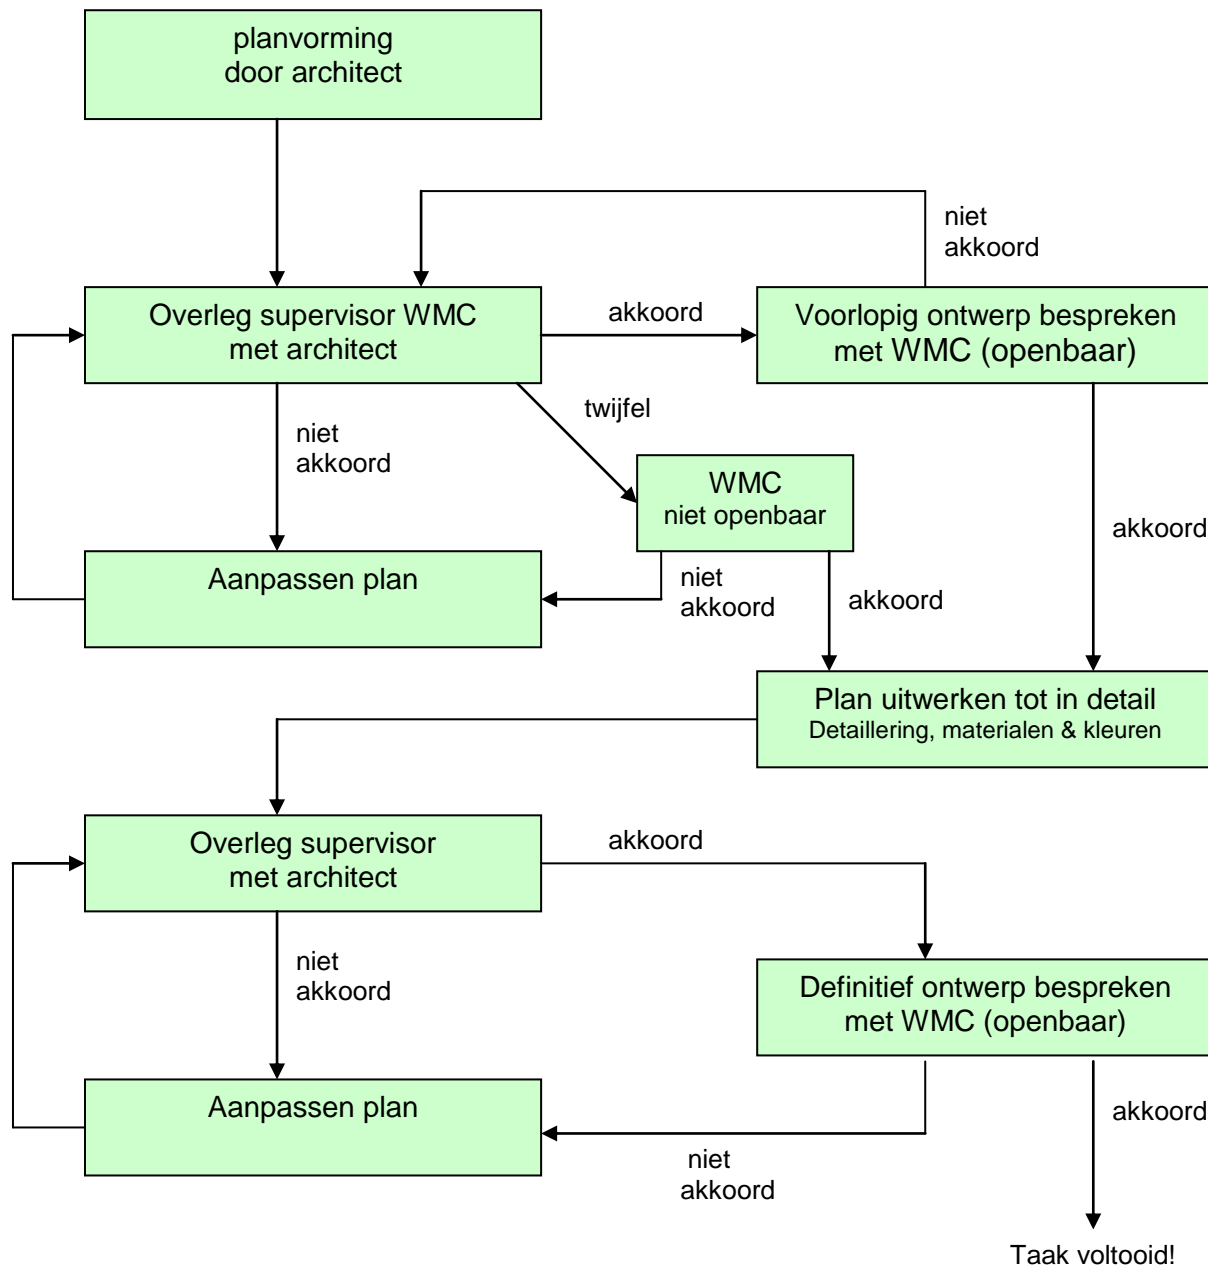 planvorming
door architect
niet
akkoord
Overleg supervisor WMC
met architect
akkoord
Voorlopig ontwerp bespreken
met WMC (openbaar)
twijfel
niet
akkoord
WMC
niet openbaar
akkoord
Aanpassen plan
niet
akkoord
akkoord
Plan uitwerken tot in detail
Detaillering, materialen & kleuren
Overleg supervisor
met architect
akkoord
niet
akkoord
Definitief ontwerp bespreken
met WMC (openbaar)
Aanpassen plan
akkoord
niet
akkoord
Taak voltooid!